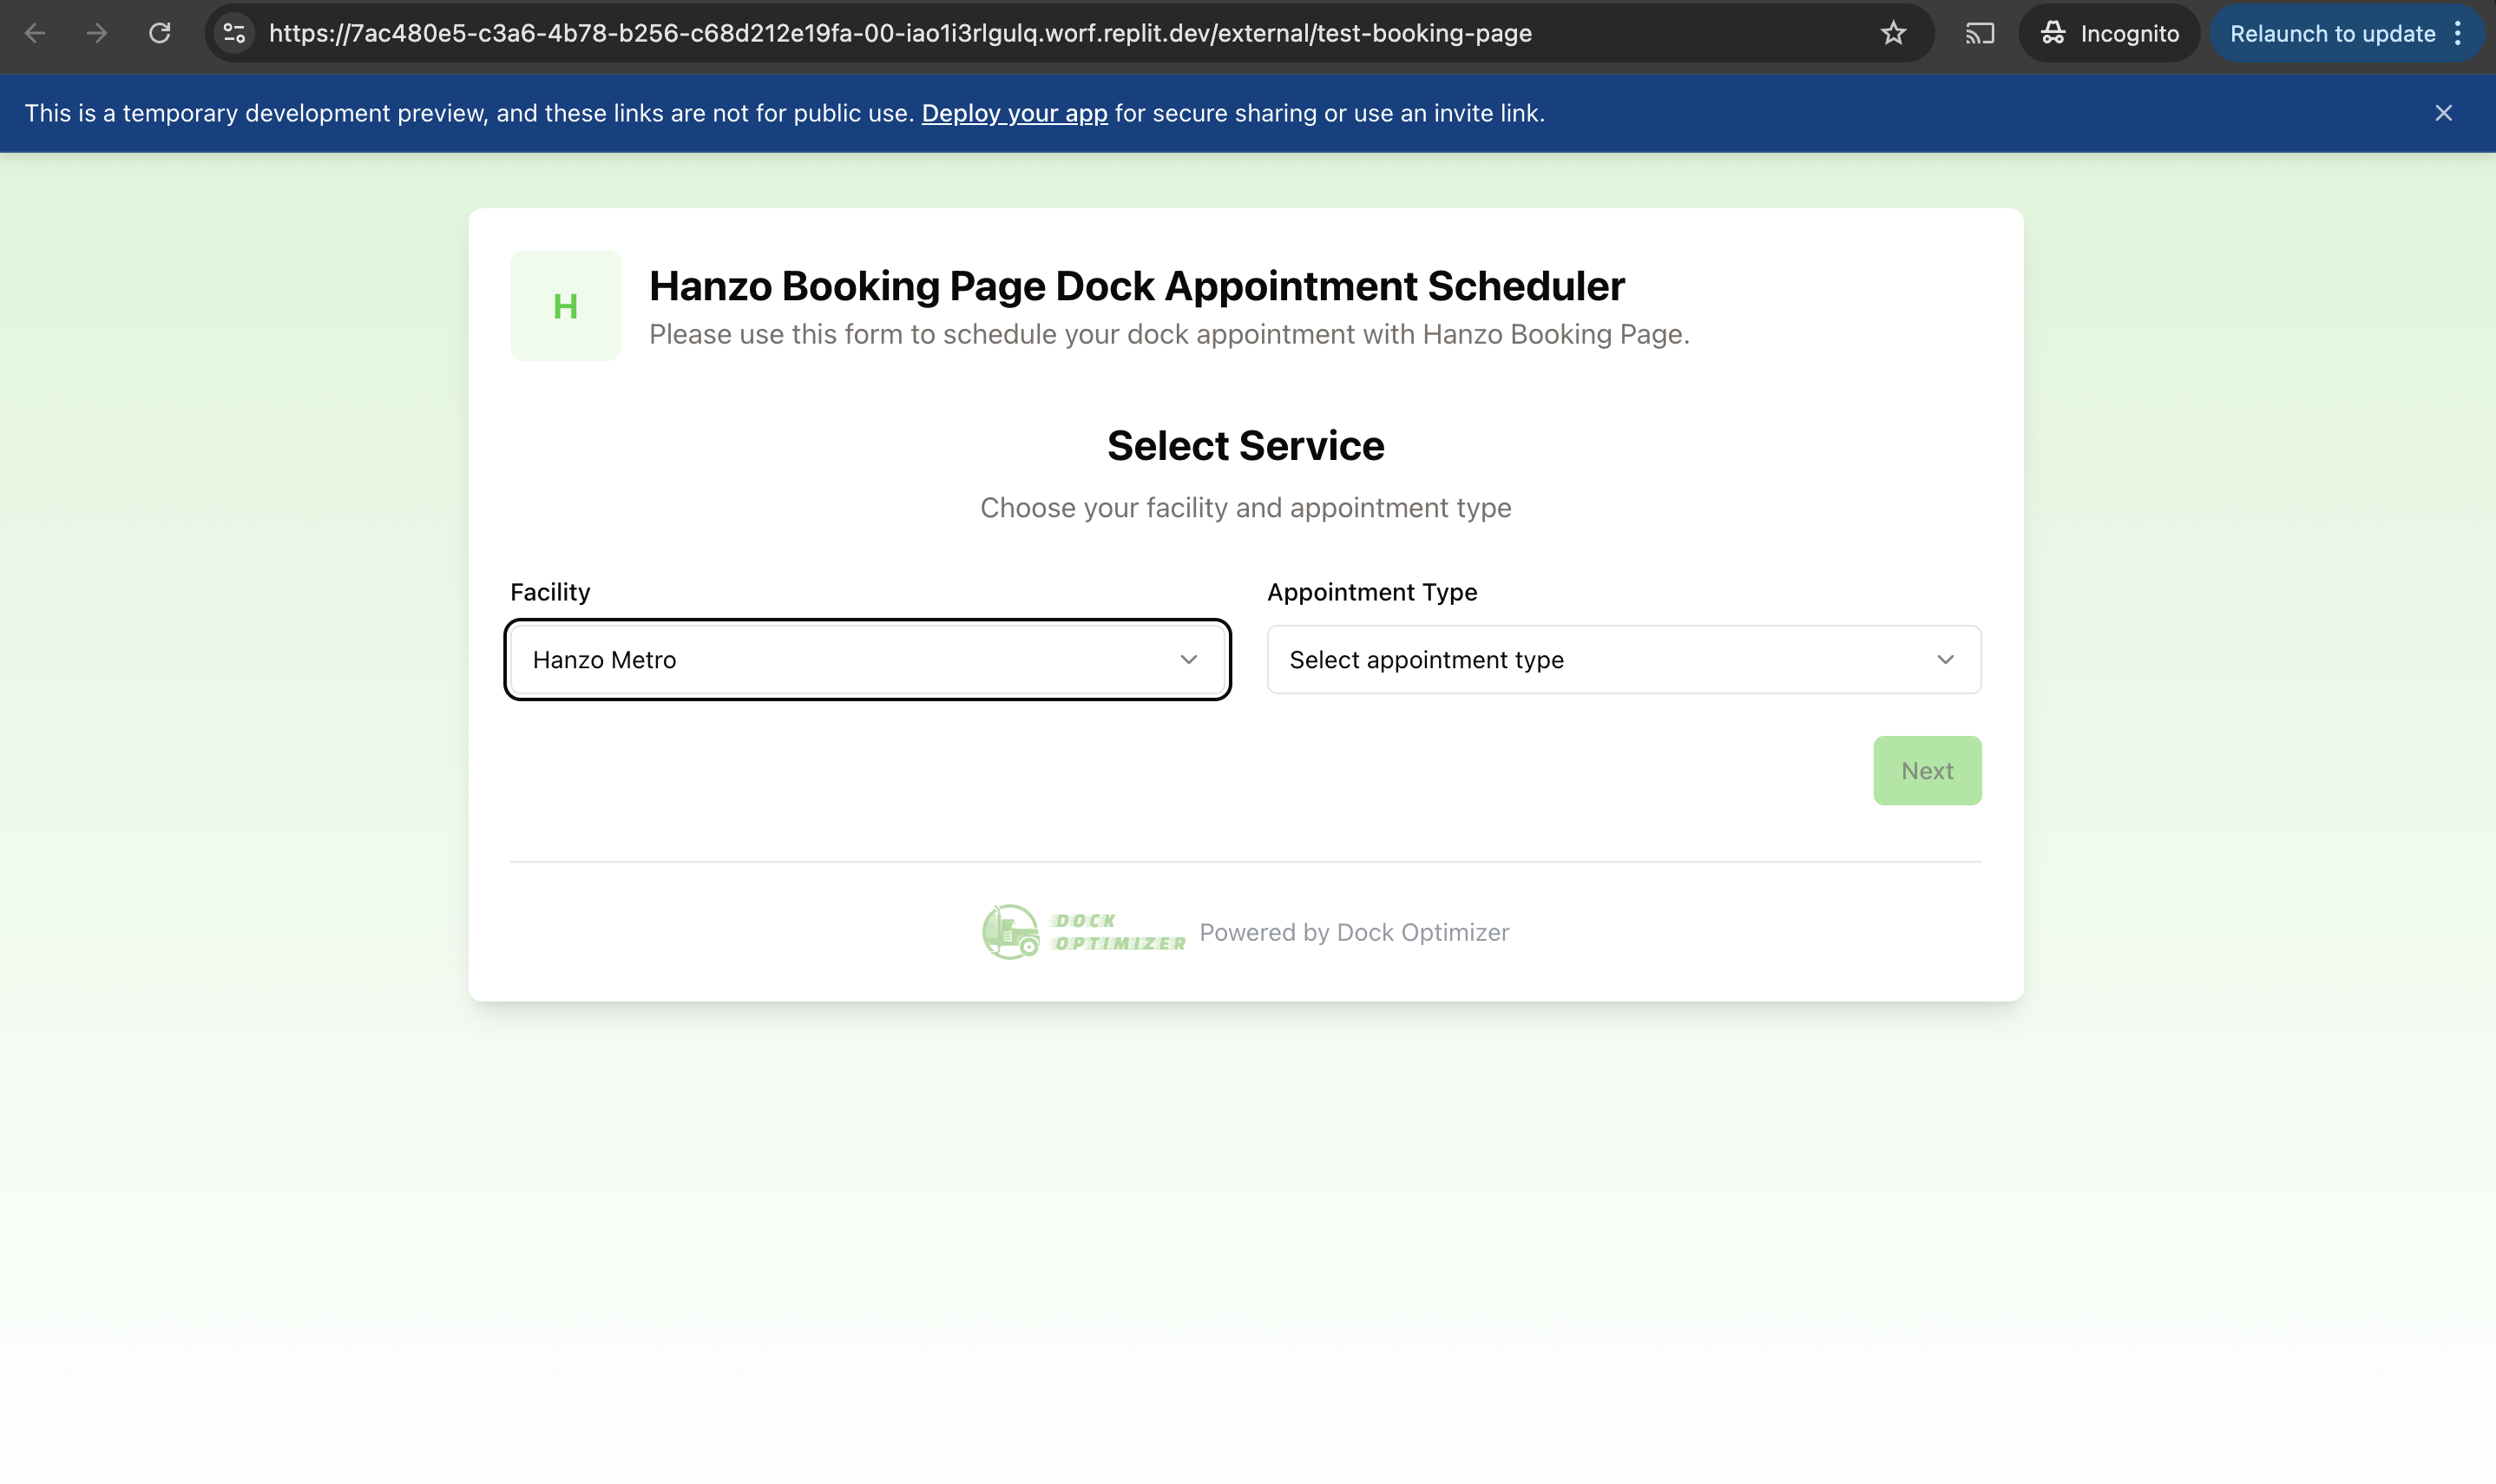 https://7ac480e5-c3a6-4b78-b256-c68d212e19fa-00-iao1i3rlgulq.worf.replit.dev/external/test-booking-page
Incognito
Relaunch to update
This is a temporary development preview, and these links are not for public use. Deploy your app for secure sharing or use an invite link.
H
Hanzo Booking Page Dock Appointment Scheduler
Please use this form to schedule your dock appointment with Hanzo Booking Page.
Select Service
Choose your facility and appointment type
Facility
Appointment Type
Hanzo Metro
Select appointment type
Next
DOCK
OPTIMIZER
Powered by Dock Optimizer